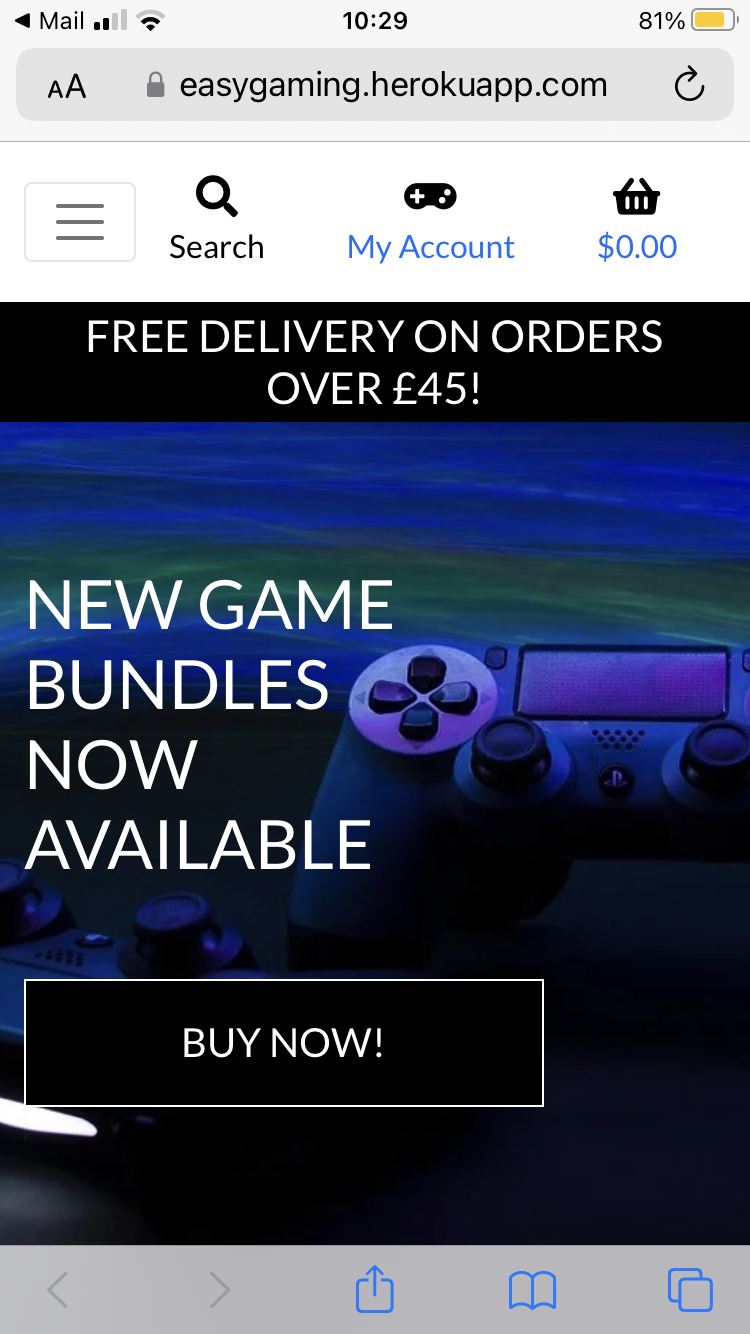 Mail 10:29 81%
AA easygaming.herokuapp.com
Search My Account $0.00
FREE DELIVERY ON ORDERS
OVER £45!
NEW GAME
BUNDLES
NOW
AVAILABLE
BUY NOW!